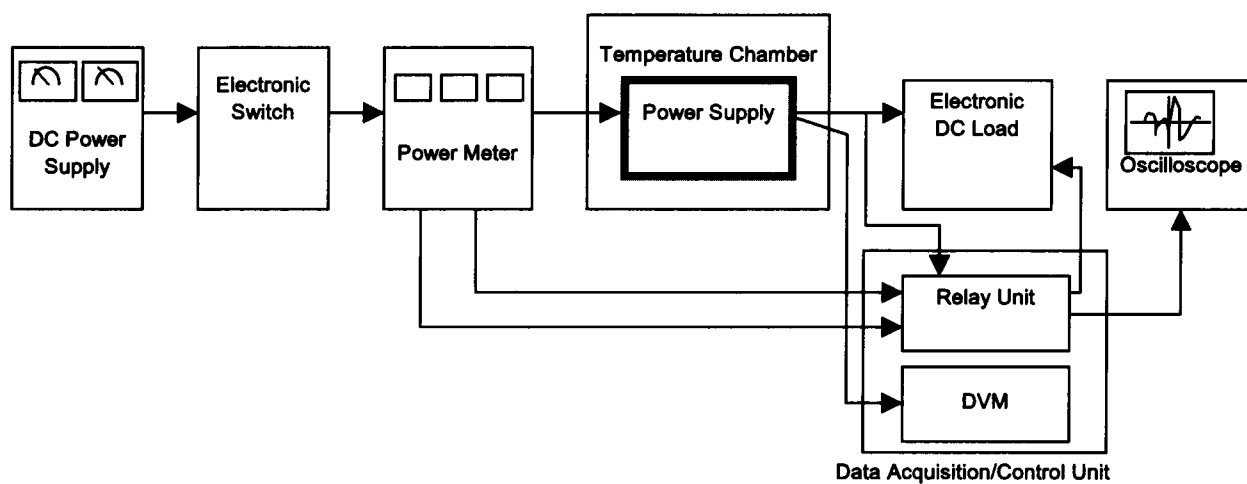 DC Power
Supply
Electronic
Switch
Power Meter
Temperature Chamber
Power Supply
Electronic
DC Load
Oscilloscope
Relay Unit
DVM
Data Acquisition/Control Unit